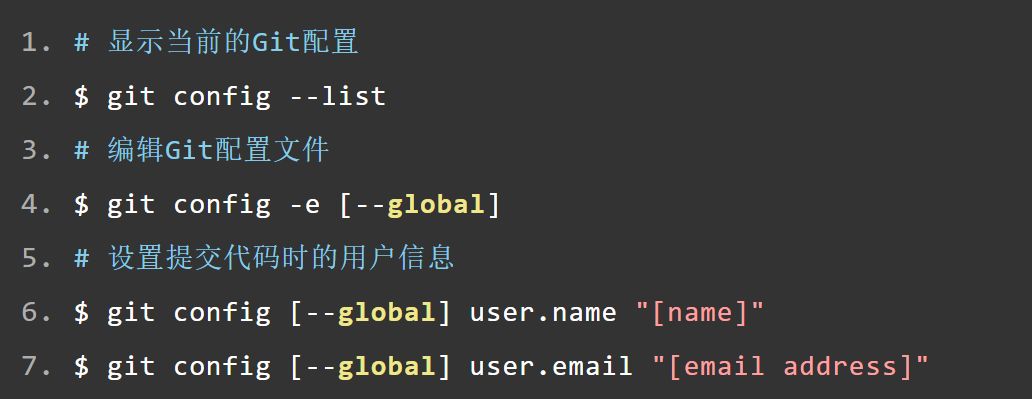 1. # 显示当前的Git配置
2. $ git config --list
3. # 编辑Git配置文件
4. $ git config -e [--global]
5. # 设置提交代码时的用户信息
6. $ git config [--global] user.name "[name]"
7. $ git config [--global] user.email "[email address]"